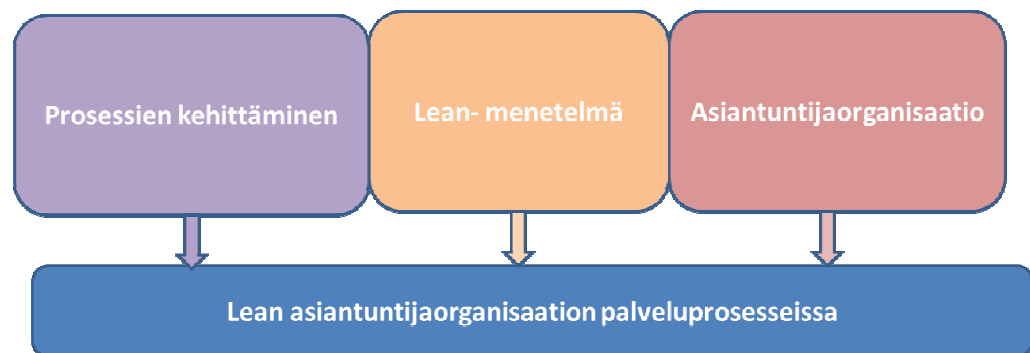 Prosessien kehittäminen
Lean- menetelmä
Asiantuntijaorganisaatio
Lean asiantuntijaorganisaation palveluprosesseissa